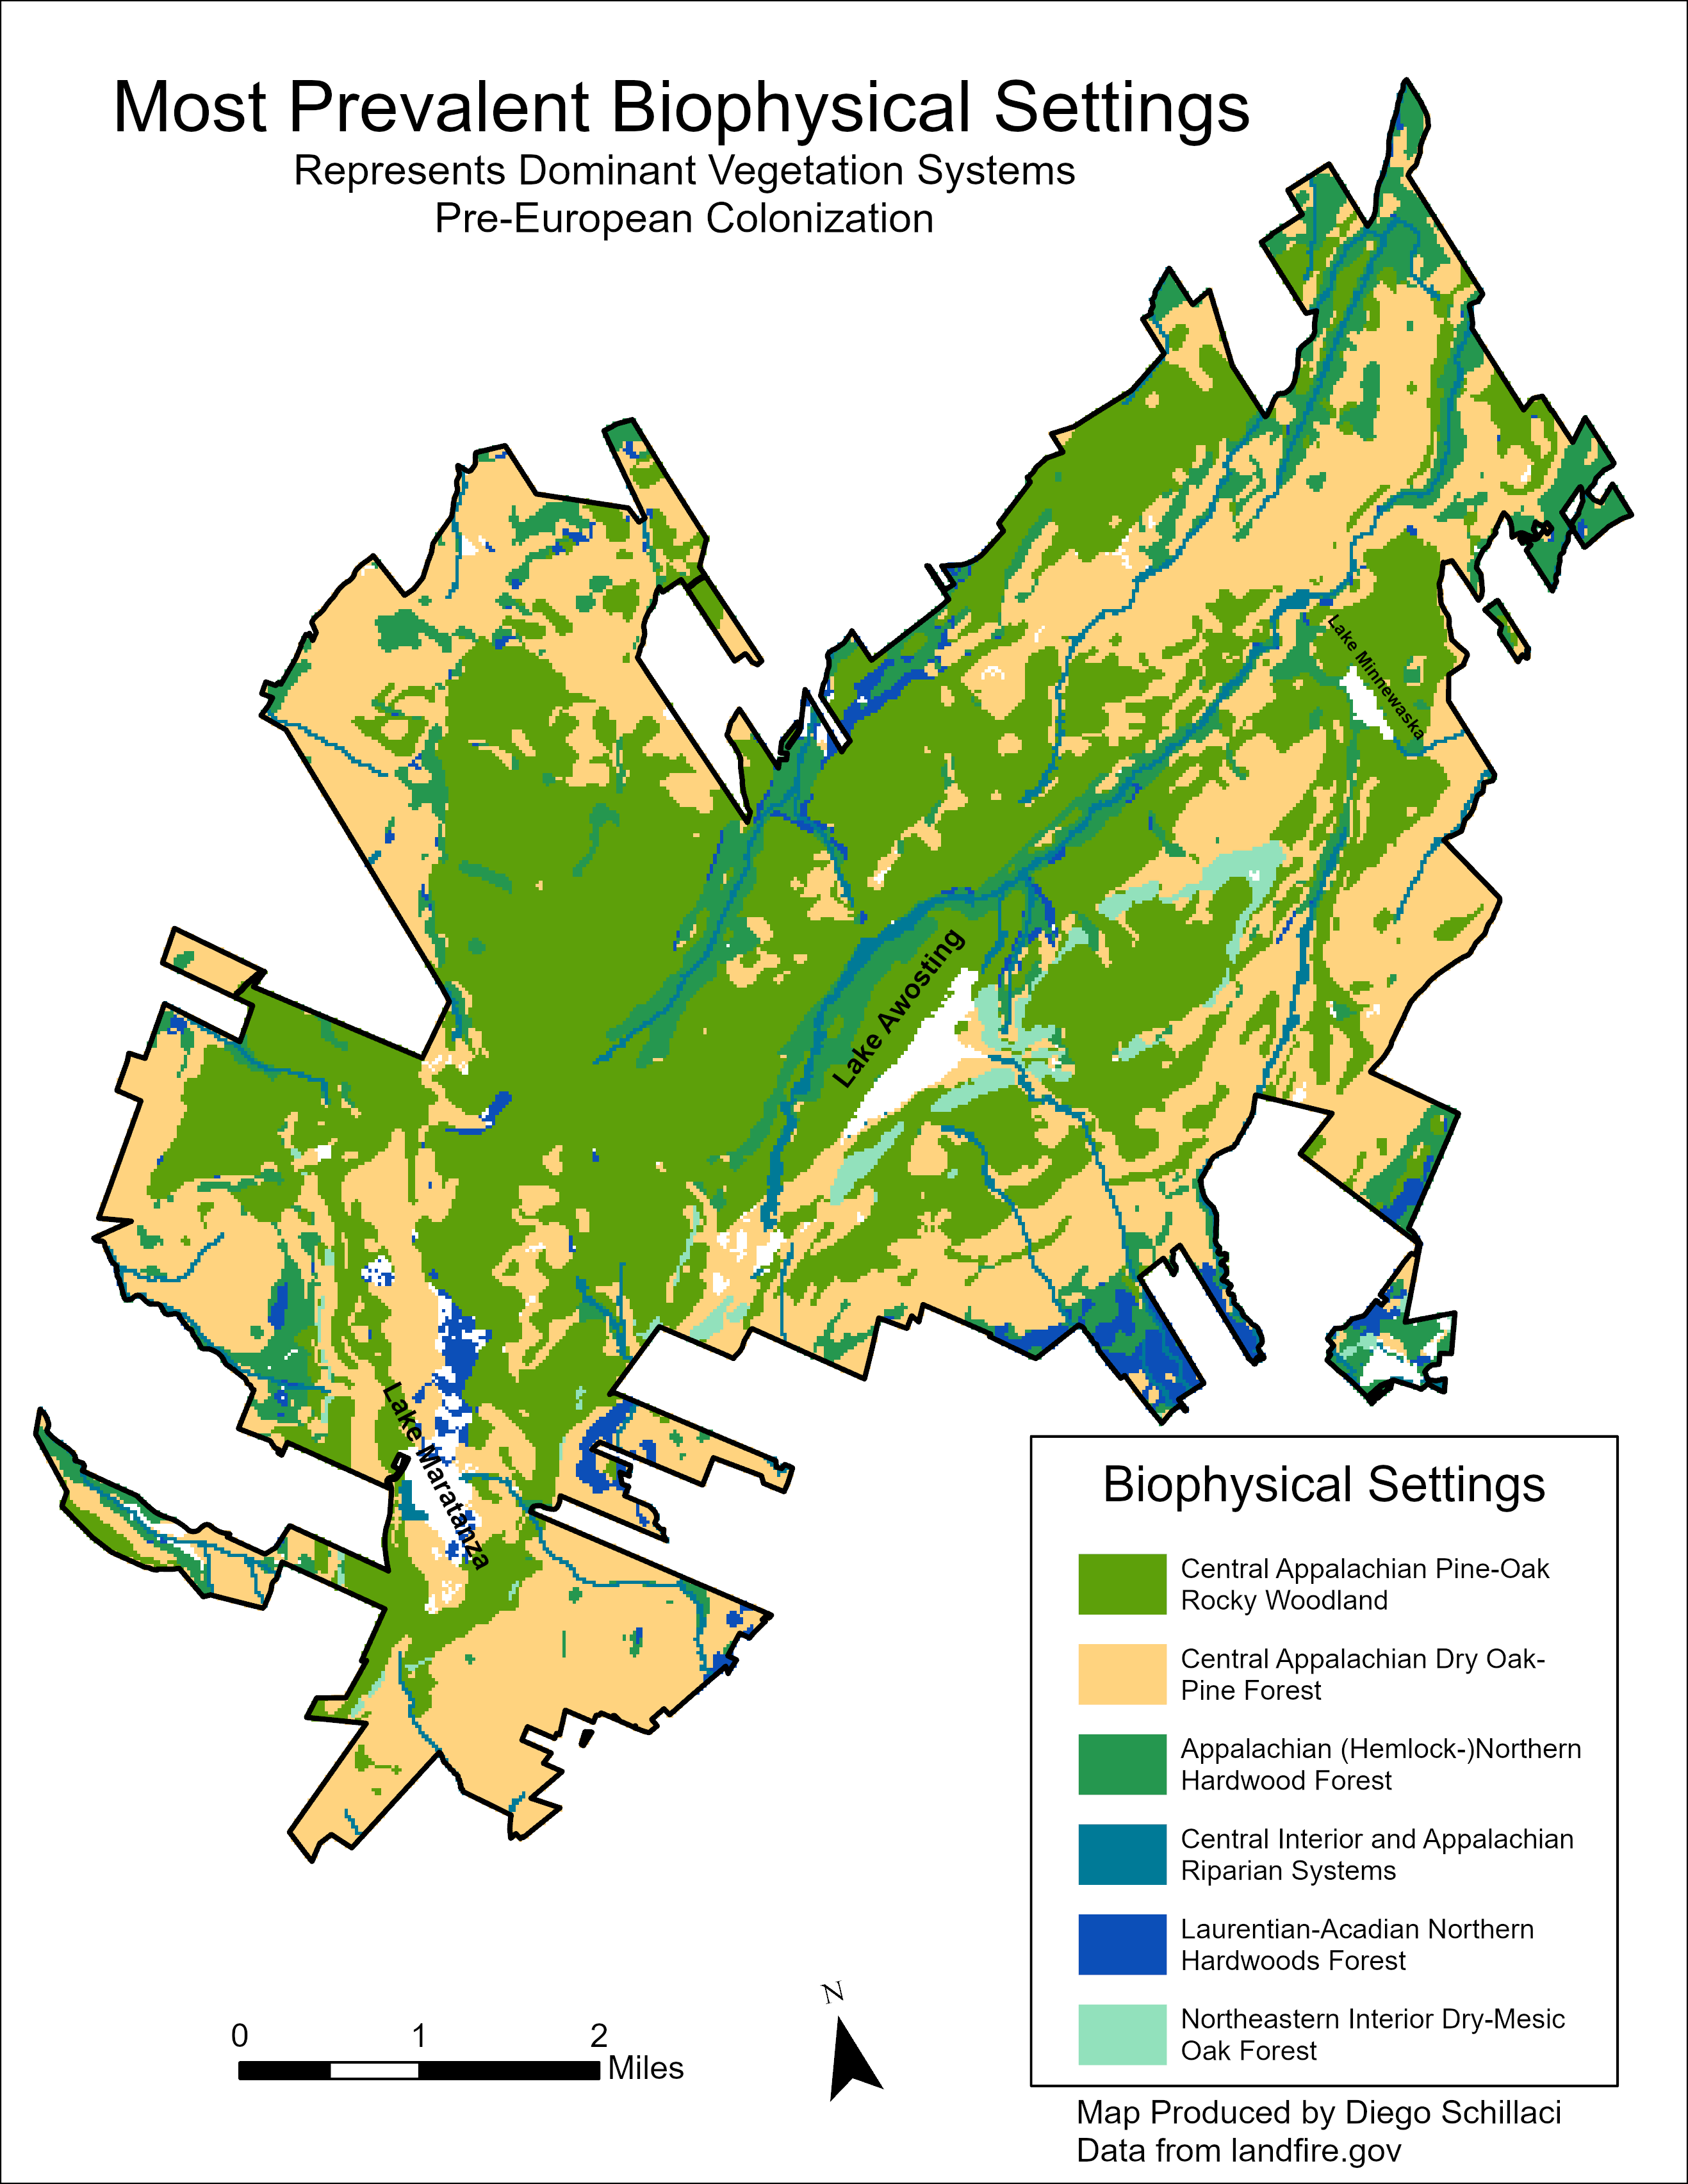 Most Prevalent Biophysical Settings
Represents Dominant Vegetation Systems
Pre-European Colonization
Lake Minnewaska
Lake Awosting
Lake Maratanza
Biophysical Settings
Central Appalachian Pine-Oak
Rocky Woodland
Central Appalachian Dry Oak-
Pine Forest
Appalachian (Hemlock-)Northern
Hardwood Forest
Central Interior and Appalachian
Riparian Systems
Laurentian-Acadian Northern
Hardwoods Forest
Northeastern Interior Dry-Mesic
Oak Forest
N
0 1 2
Miles
Map Produced by Diego Schillaci
Data from landfire.gov